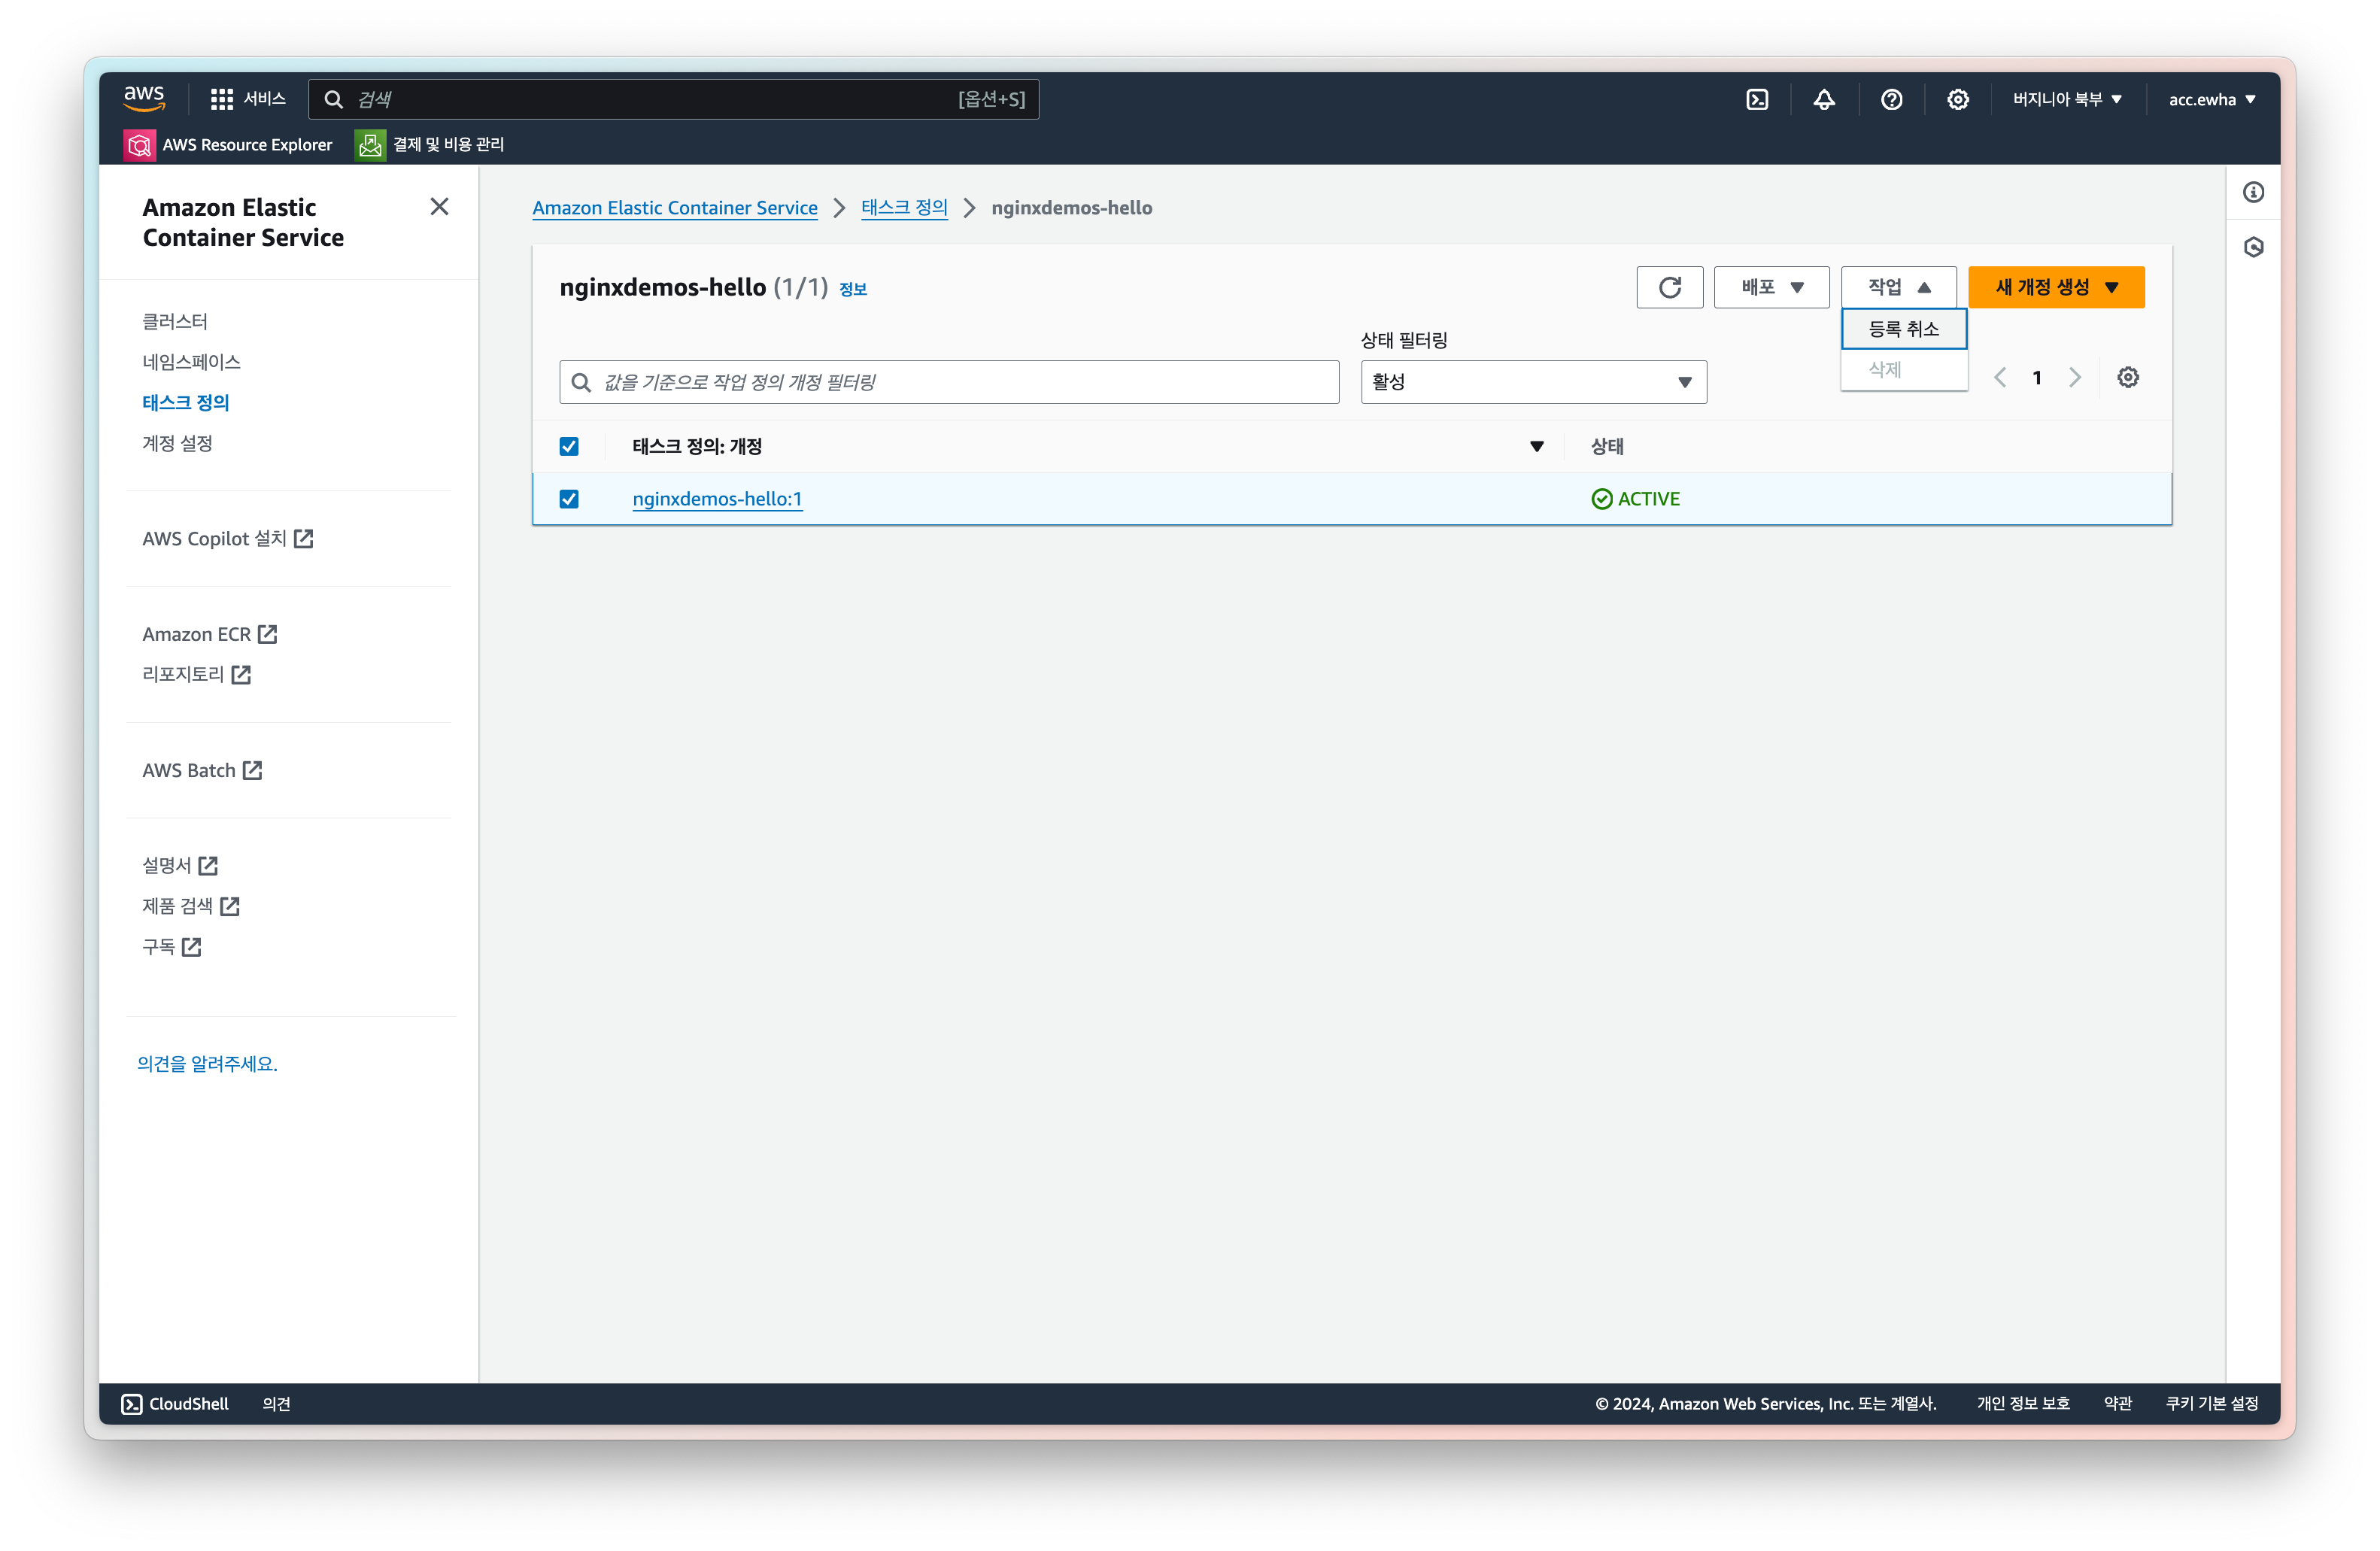 aws
서비스
검색
[옵션+S]
버지니아 북부
acc.ewha
AWS Resource Explorer
결제 및 비용 관리
Amazon Elastic
Container Service
클러스터
네임스페이스
태스크 정의
계정 설정
AWS Copilot 설치
Amazon ECR
리포지토리
AWS Batch
설명서
제품 검색
구독
의견을 알려주세요.
Amazon Elastic Container Service
태스크 정의
nginxdemos-hello
nginxdemos-hello (1/1) 정보
배포
작업
새 개정 생성
등록 취소
삭제
상태 필터링
값을 기준으로 작업 정의 개정 필터링
활성
1
태스크 정의: 개정
상태
nginxdemos-hello:1
ACTIVE
CloudShell
의견
© 2024, Amazon Web Services, Inc. 또는 계열사.
개인 정보 보호
약관
쿠키 기본 설정